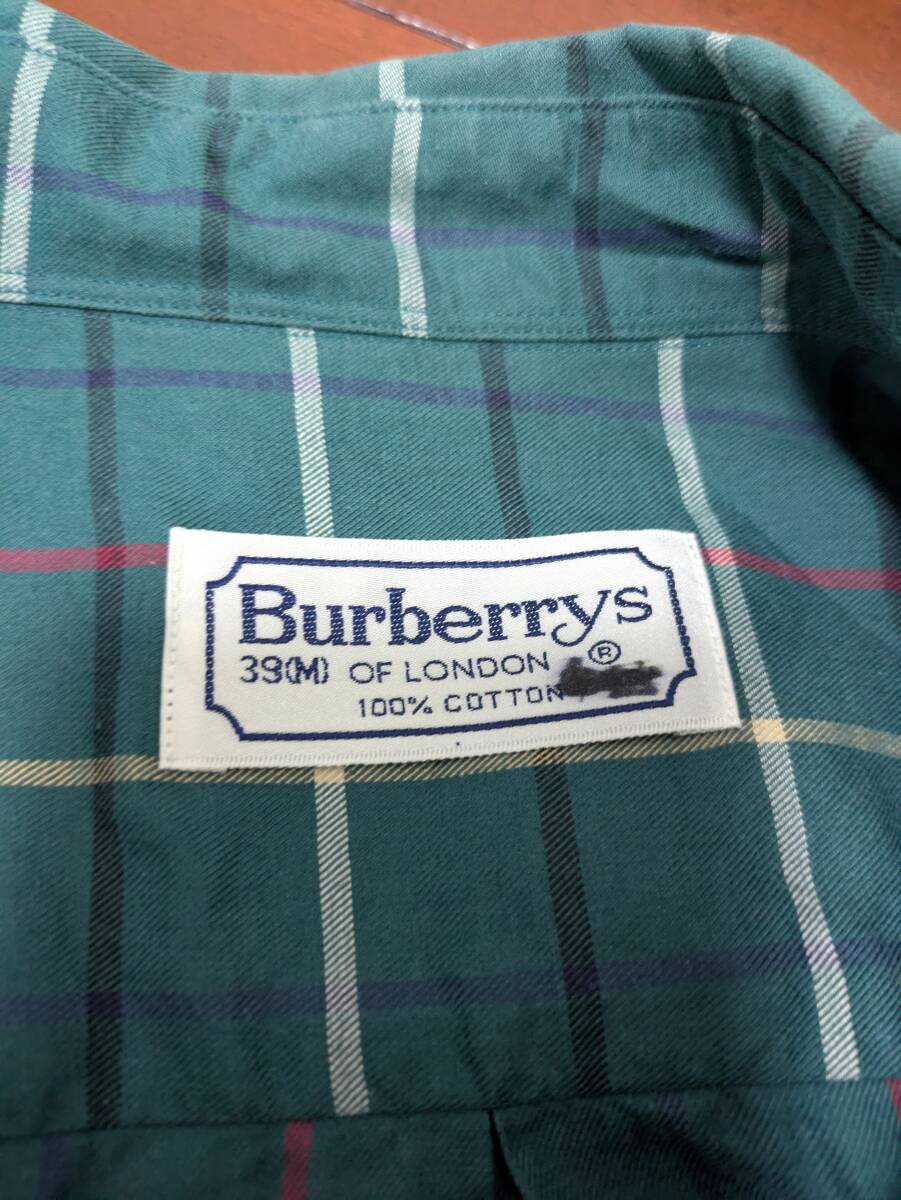 Burberrys
39(M) OF LONDON ®
100% COTTON